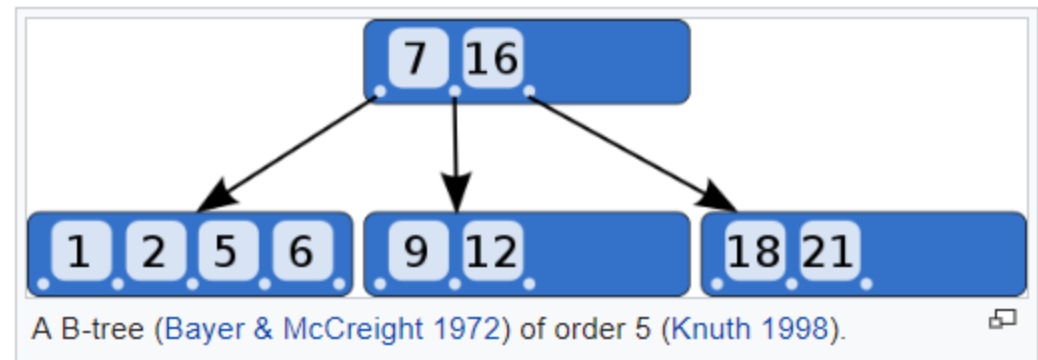 7 16
1 2 5 6 9 12 18 21
A B-tree (Bayer & McCreight 1972) of order 5 (Knuth 1998).